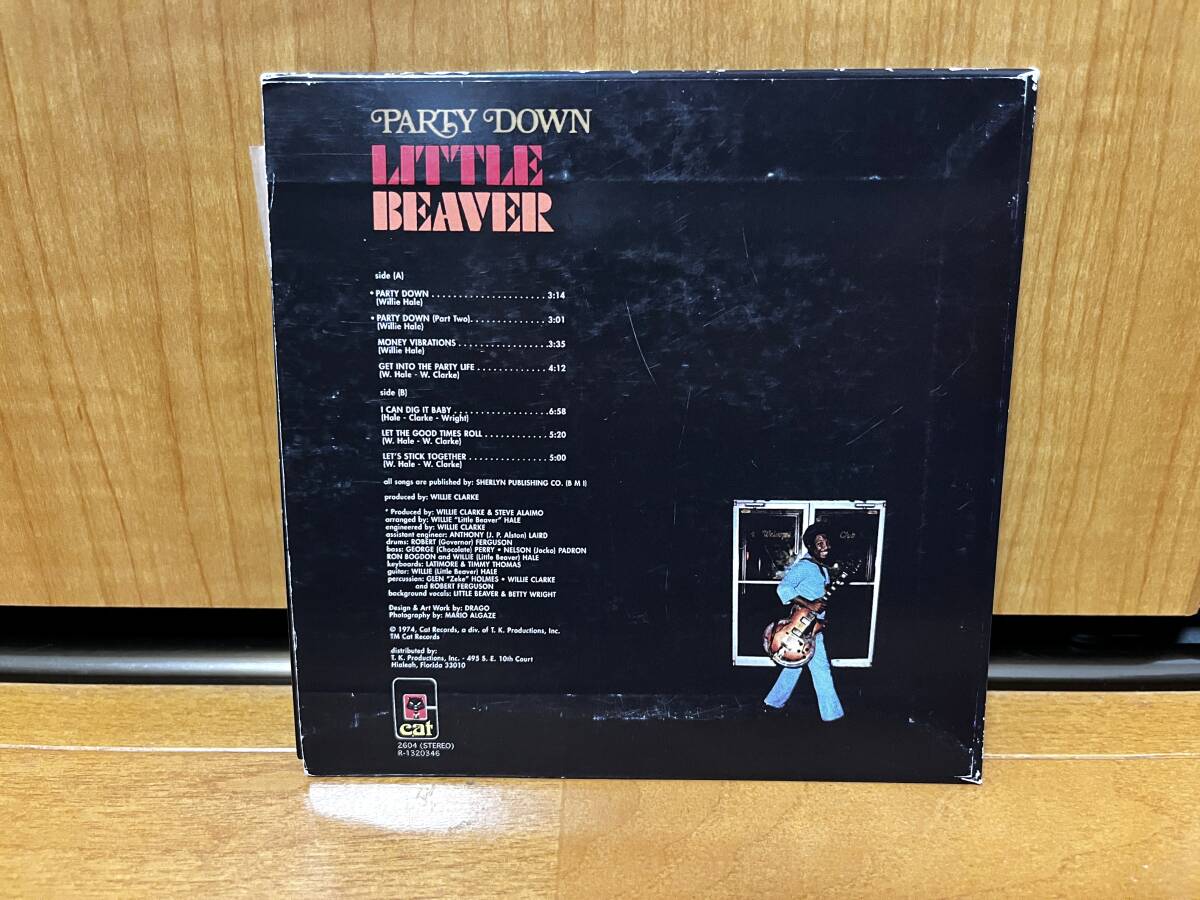 PARTY DOWN
LITTLE
BEAVER
side (A)
• PARTY DOWN . . . . . . . . . . . . . . . . . . . . . 3:14
(Willie Hale)
• PARTY DOWN (Part Two). . . . . . . . . . . . . . 3:01
(Willie Hale)
MONEY VIBRATIONS . . . . . . . . . . . . . . . . 3:35
(Willie Hale)
GET INTO THE PARTY LIFE . . . . . . . . . . . . . 4:12
(W. Hale - W. Clarke)
side (B)
I CAN DIG IT BABY . . . . . . . . . . . . . . . . . 6:58
(Hale - Clarke - Wright)
LET THE GOOD TIMES ROLL . . . . . . . . . . . . 5:20
(W. Hale - W. Clarke)
LET'S STICK TOGETHER . . . . . . . . . . . . . . . 5:00
(W. Hale - W. Clarke)
all songs are published by: SHERLYN PUBLISHING CO. (B M I)
produced by: WILLIE CLARKE
* Produced by: WILLIE CLARKE & STEVE ALAIMO
arranged by: WILLIE "Little Beaver" HALE
engineered by: WILLIE CLARKE
assistant engineer: ANTHONY (J. P. Alston) LAIRD
drums: ROBERT (Governor) FERGUSON
bass: GEORGE (Chocolate) PERRY • NELSON (Jocko) PADRON
RON BOGDON and WILLIE (Little Beaver) HALE
keyboards: LATIMORE & TIMMY THOMAS
guitar: WILLIE (Little Beaver) HALE
percussion: GLEN "Zeke" HOLMES • WILLIE CLARKE
and ROBERT FERGUSON
background vocals: LITTLE BEAVER & BETTY WRIGHT
Design & Art Work by: DRAGO
Photography by: MARIO ALGAZE
© 1974, Cat Records, a div. of T. K. Productions, Inc.
TM Cat Records
distributed by:
T. K. Productions, Inc. - 495 S. E. 10th Court
Hialeah, Florida 33010
cat
2604 (STEREO)
R-1320346
Welcome Club